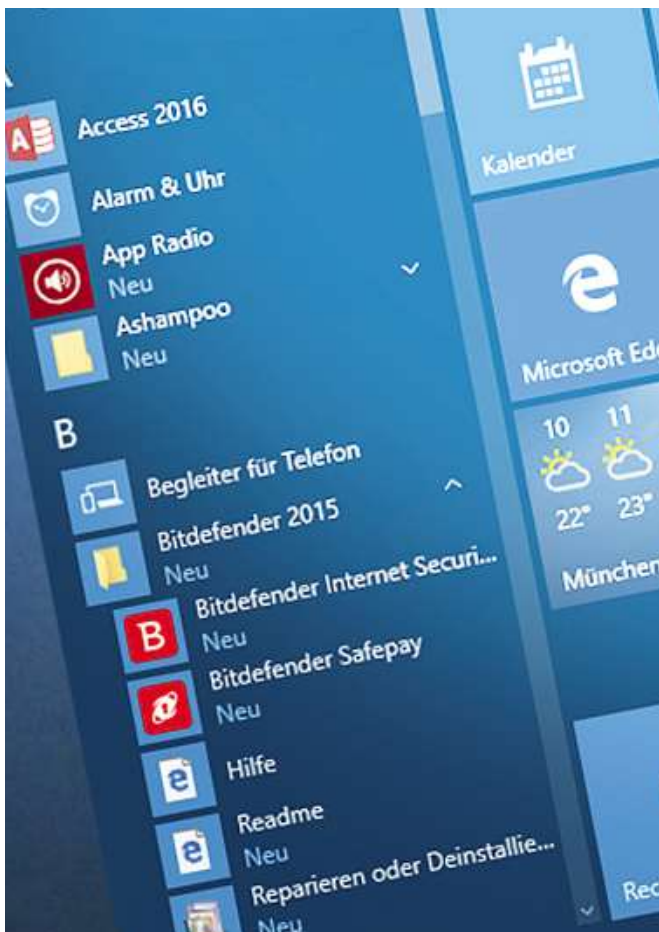 Access 2016
Alarm & Uhr
App Radio
Neu
Ashampoo
Neu
B
Begleiter für Telefon
Bitdefender 2015
Neu
Bitdefender Internet Securi...
Neu
Bitdefender Safepay
Neu
Hilfe
Readme
Neu
Reparieren oder Deinstallie...
Neu
Kalender
Microsoft Ed
10 11
22° 23°
München